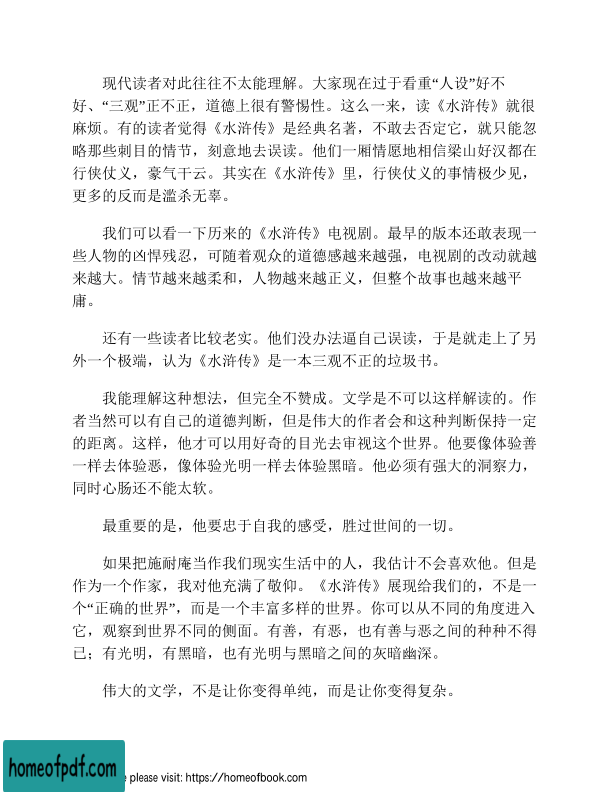 现代读者对此往往不太能理解。大家现在过于看重“人设”好不
好、“三观”正不正，道德上很有警惕性。这么一来，读《水浒传》就很
麻烦。有的读者觉得《水浒传》是经典名著，不敢去否定它，就只能忽
略那些刺目的情节，刻意地去误读。他们一厢情愿地相信梁山好汉都在
行侠仗义，豪气干云。其实在《水浒传》里，行侠仗义的事情极少见，
更多的反而是滥杀无辜。
我们可以看一下历来的《水浒传》电视剧。最早的版本还敢表现一
些人物的凶悍残忍，可随着观众的道德感越来越强，电视剧的改动就越
来越大。情节越来越柔和，人物越来越正义，但整个故事也越来越平
庸。
还有一些读者比较老实。他们没办法逼自己误读，于是就走上了另
外一个极端，认为《水浒传》是一本三观不正的垃圾书。
我能理解这种想法，但完全不赞成。文学是不可以这样解读的。作
者当然可以有自己的道德判断，但是伟大的作者会和这种判断保持一定
的距离。这样，他才可以用好奇的目光去审视这个世界。他要像体验善
一样去体验恶，像体验光明一样去体验黑暗。他必须有强大的洞察力，
同时心肠还不能太软。
最重要的是，他要忠于自我的感受，胜过世间的一切。
如果把施耐庵当作我们现实生活中的人，我估计不会喜欢他。但是
作为一个作家，我对他充满了敬仰。《水浒传》展现给我们的，不是一
个“正确的世界”，而是一个丰富多样的世界。你可以从不同的角度进入
它，观察到世界不同的侧面。有善，有恶，也有善与恶之间的种种不得
已；有光明，有黑暗，也有光明与黑暗之间的灰暗幽深。
伟大的文学，不是让你变得单纯，而是让你变得复杂。
homeofpdf.com
e please visit: https://homeofbook.com